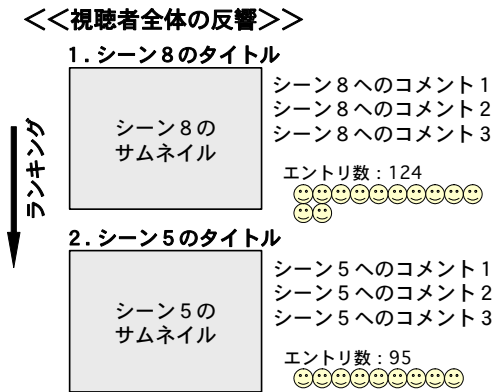 ＜＜視聴者全体の反響＞＞
1．シーン8のタイトル
シーン8の
サムネイル
シーン8へのコメント1
シーン8へのコメント2
シーン8へのコメント3
エントリ数：124
ランキング
2．シーン5のタイトル
シーン5の
サムネイル
シーン5へのコメント1
シーン5へのコメント2
シーン5へのコメント3
エントリ数：95